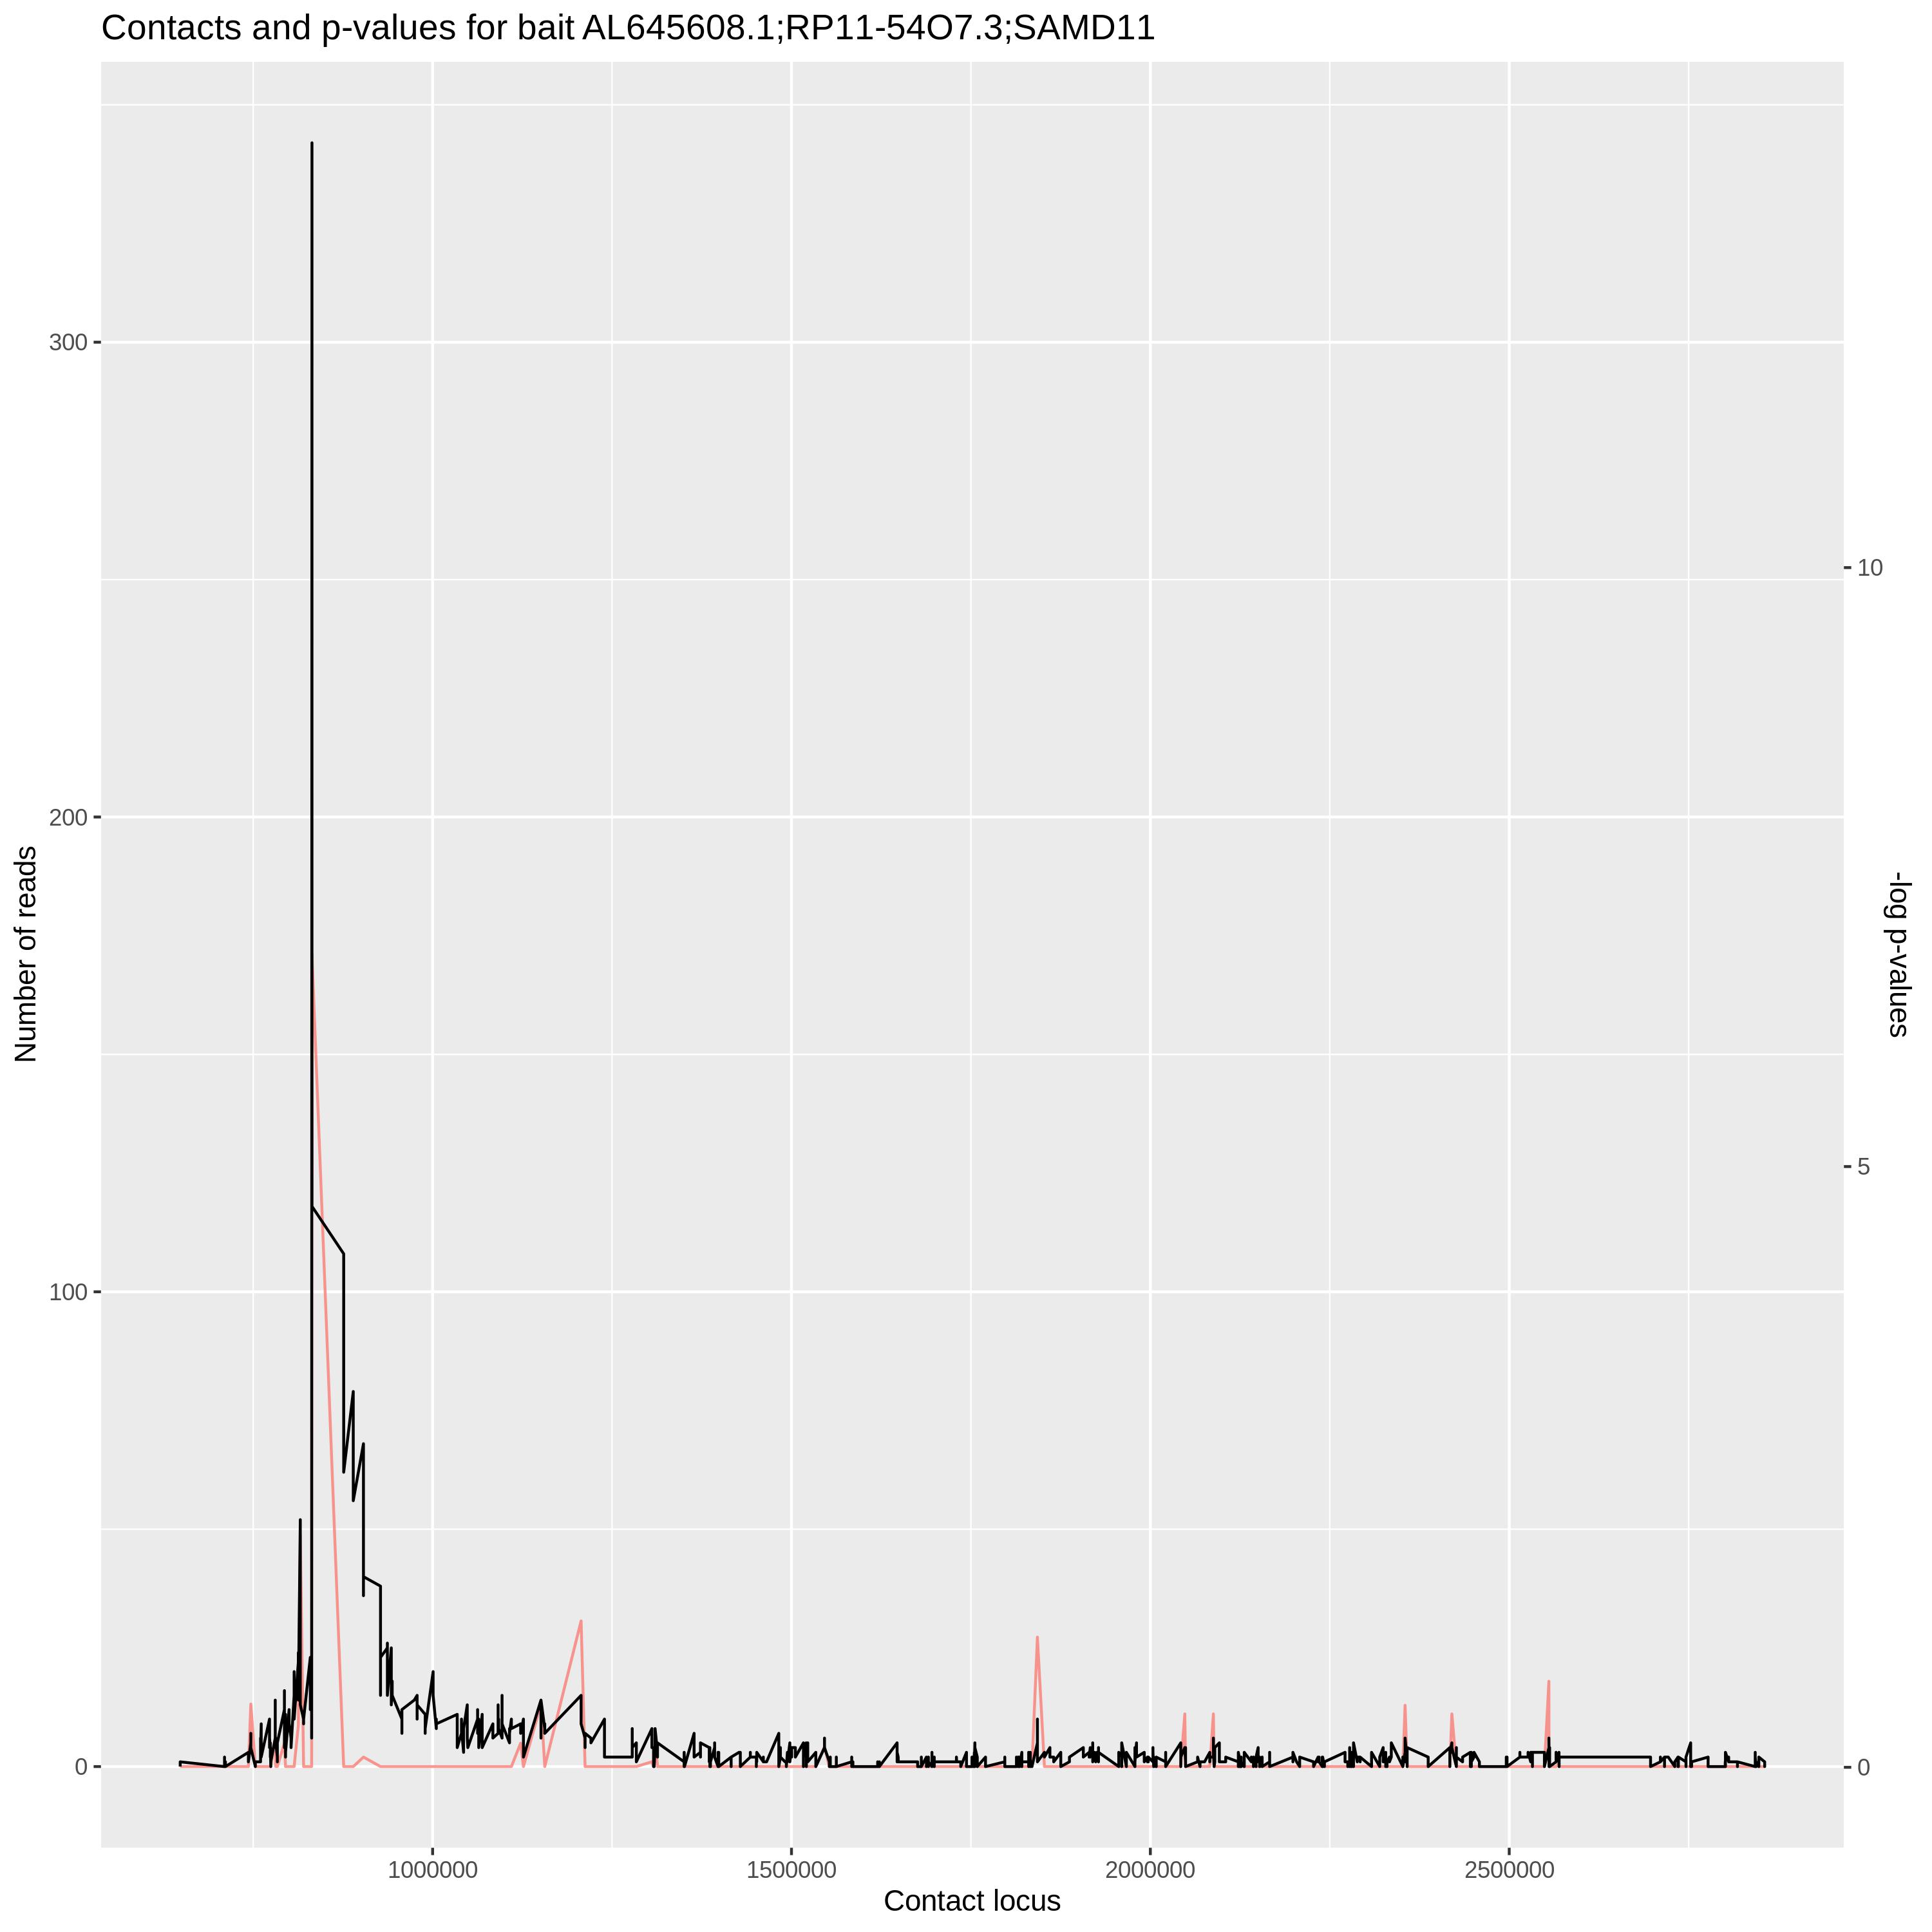 Contacts and p-values for bait AL645608.1;RP11-54O7.3;SAMD11
300
200
100
0
Number of reads
10
5
0
-log p-values
1000000
1500000
2000000
2500000
Contact locus